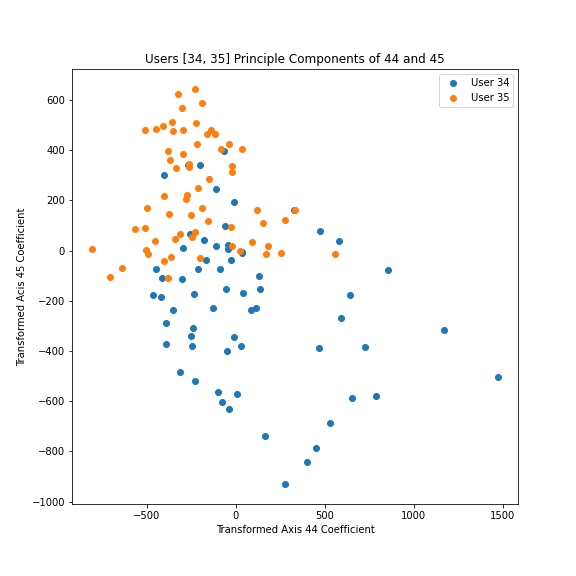 Users [34, 35] Principle Components of 44 and 45
User 34
User 35
Transformed Acis 45 Coefficient
600
400
200
0
−200
−400
−600
−800
−1000
−500
0
500
1000
1500
Transformed Axis 44 Coefficient